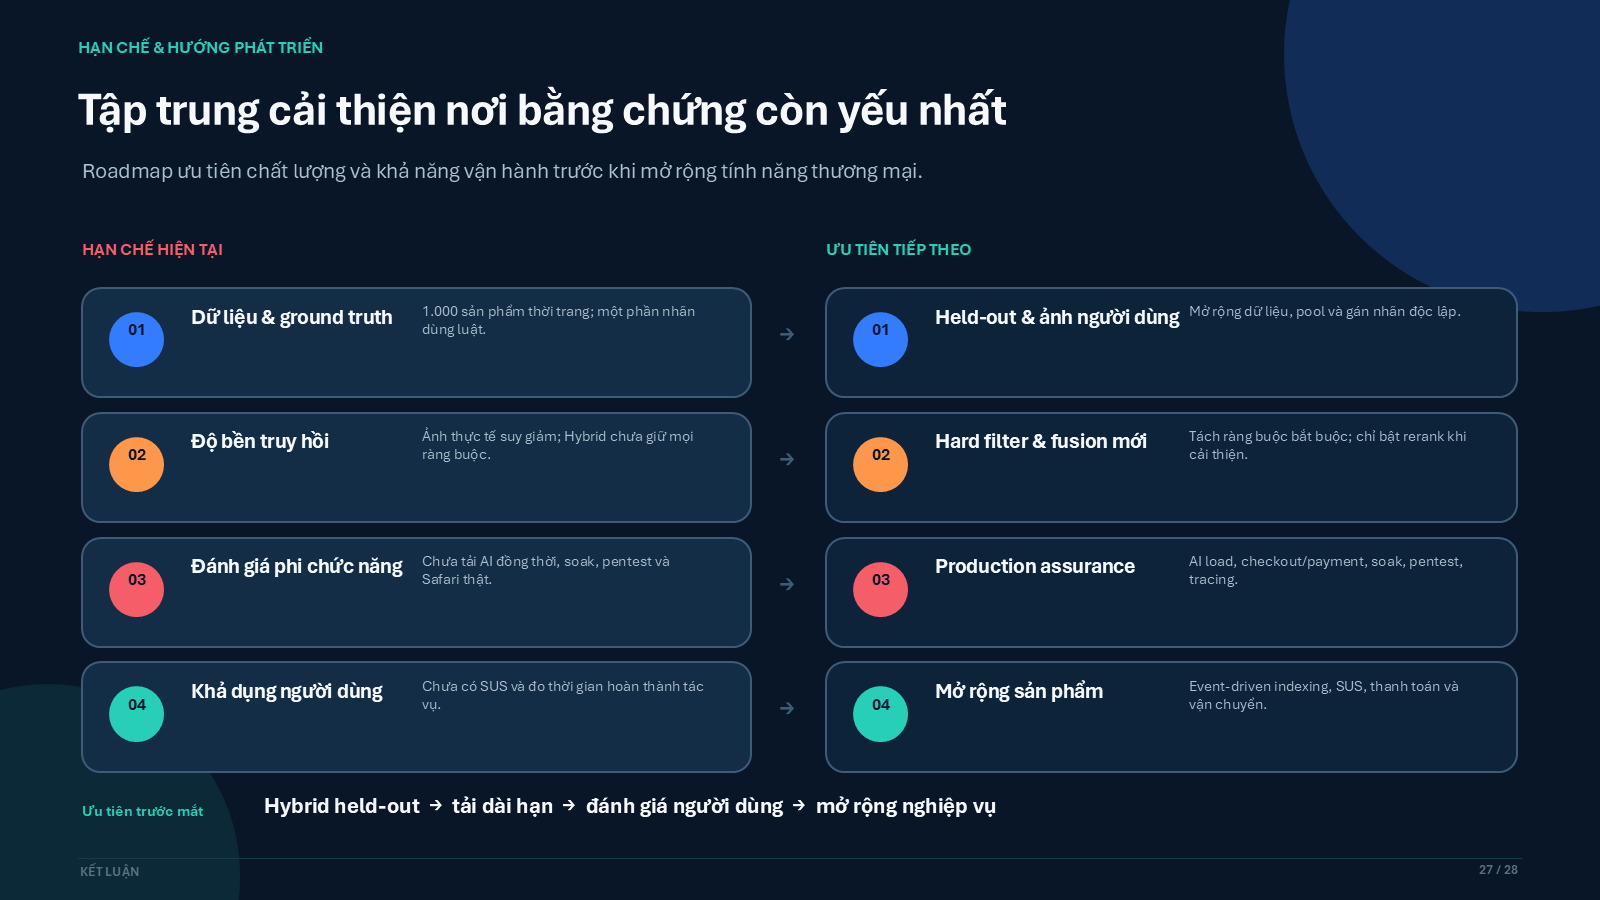 HẠN CHẾ & HƯỚNG PHÁT TRIỂN
Tập trung cải thiện nơi bằng chứng còn yếu nhất
Roadmap ưu tiên chất lượng và khả năng vận hành trước khi mở rộng tính năng thương mại.
HẠN CHẾ HIỆN TẠI
01
Dữ liệu & ground truth
1.000 sản phẩm thời trang; một phần nhãn
dùng luật.
02
Độ bền truy hồi
Ảnh thực tế suy giảm; Hybrid chưa giữ mọi
ràng buộc.
03
Đánh giá phi chức năng
Chưa tải AI đồng thời, soak, pentest và
Safari thật.
04
Khả dụng người dùng
Chưa có SUS và đo thời gian hoàn thành tác
vụ.
→
→
→
→
ƯU TIÊN TIẾP THEO
01
Held-out & ảnh người dùng
Mở rộng dữ liệu, pool và gán nhãn độc lập.
02
Hard filter & fusion mới
Tách ràng buộc bắt buộc; chỉ bật rerank khi
cải thiện.
03
Production assurance
AI load, checkout/payment, soak, pentest,
tracing.
04
Mở rộng sản phẩm
Event-driven indexing, SUS, thanh toán và
vận chuyển.
Ưu tiên trước mắt
Hybrid held-out → tải dài hạn → đánh giá người dùng → mở rộng nghiệp vụ
KẾT LUẬN
27 / 28